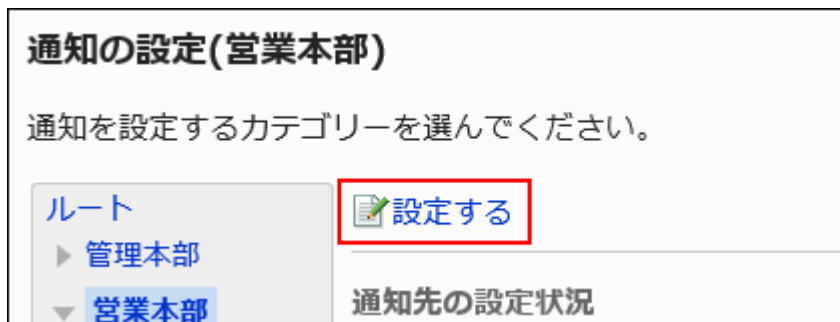 通知の設定(営業本部)
通知を設定するカテゴリーを選んでください。
ルート
設定する
管理本部
営業本部
通知先の設定状況